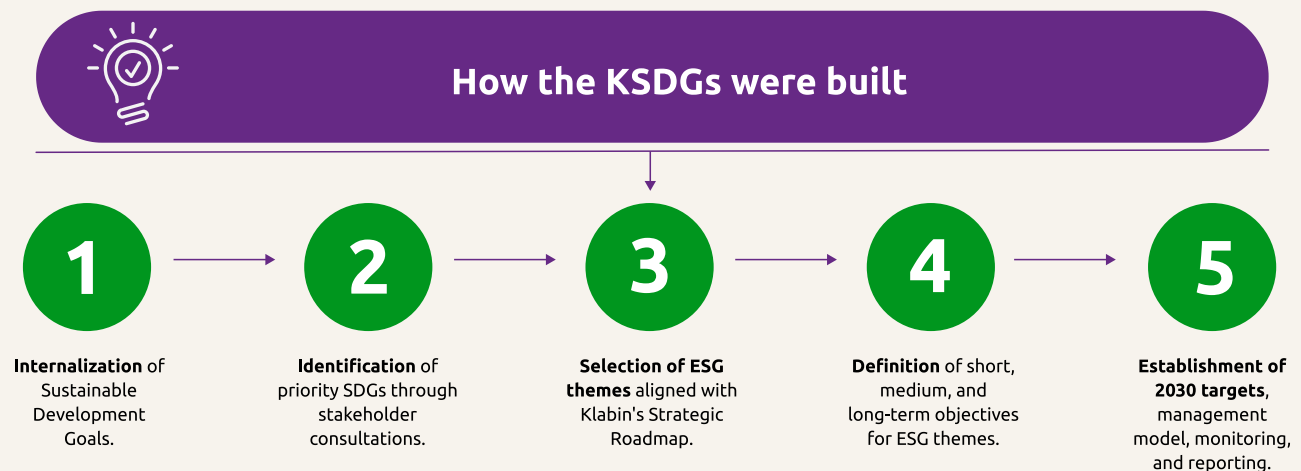 How the KSDGs were built
1
Internalization of
Sustainable
Development
Goals.
2
Identification of
priority SDGs through
stakeholder
consultations.
3
Selection of ESG
themes aligned with
Klabin's Strategic
Roadmap.
4
Definition of short,
medium, and
long-term objectives
for ESG themes.
5
Establishment of
2030 targets,
management
model, monitoring,
and reporting.